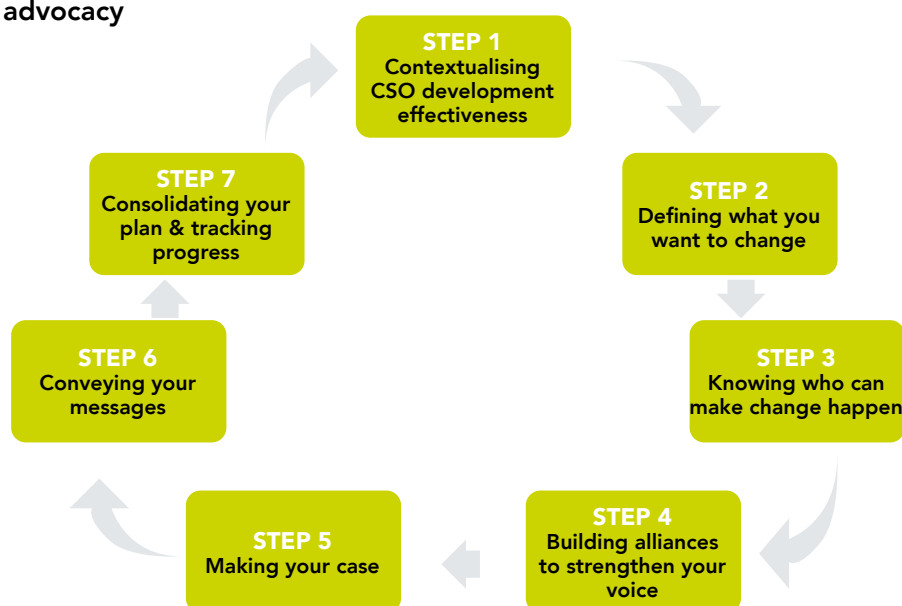 advocacy
STEP 1
Contextualising
CSO development
effectiveness
STEP 2
Defining what you
want to change
STEP 3
Knowing who can
make change happen
STEP 4
Building alliances
to strengthen your
voice
STEP 5
Making your case
STEP 6
Conveying your
messages
STEP 7
Consolidating your
plan & tracking
progress